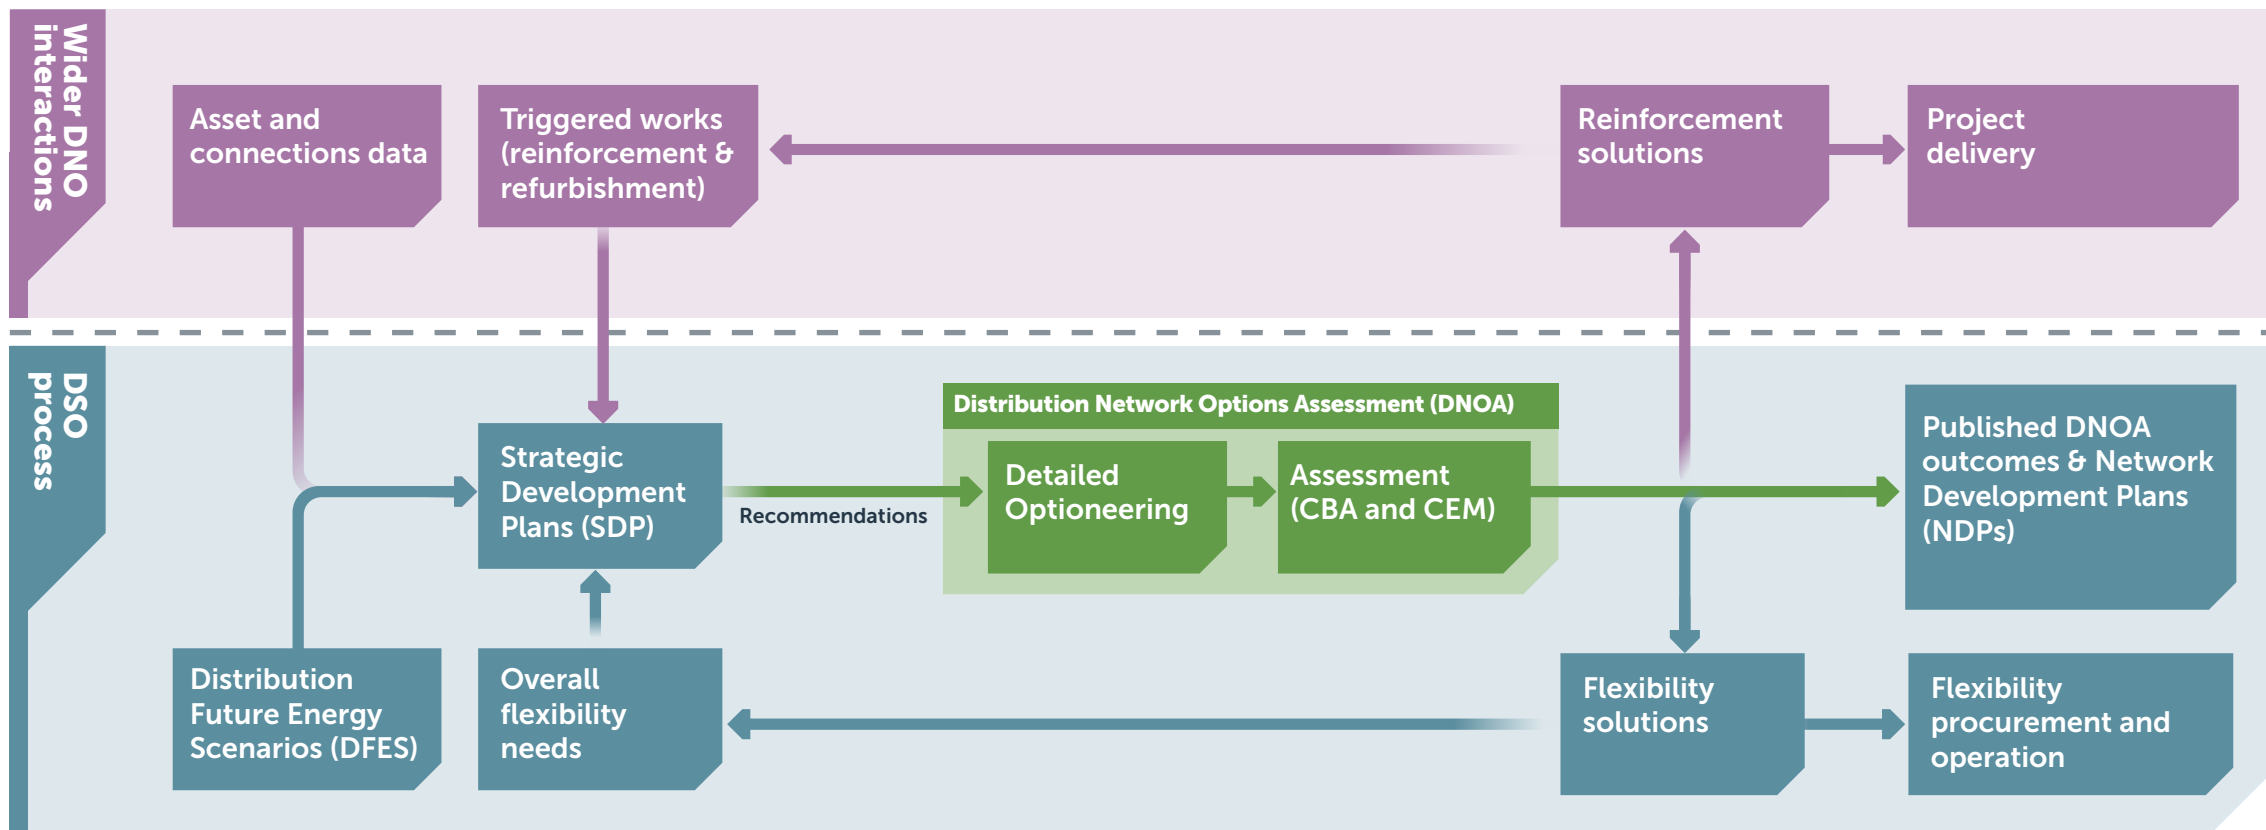 Wider DNO
interactions
Asset and
connections data
Triggered works
(reinforcement &
refurbishment)
Reinforcement
solutions
Project
delivery
DSO
process
Strategic
Development
Plans (SDP)
Recommendations
Distribution Network Options Assessment (DNOA)
Detailed
Optioneering
Assessment
(CBA and CEM)
Published DNOA
outcomes & Network
Development Plans
(NDPs)
Distribution
Future Energy
Scenarios (DFES)
Overall
flexibility
needs
Flexibility
solutions
Flexibility
procurement and
operation